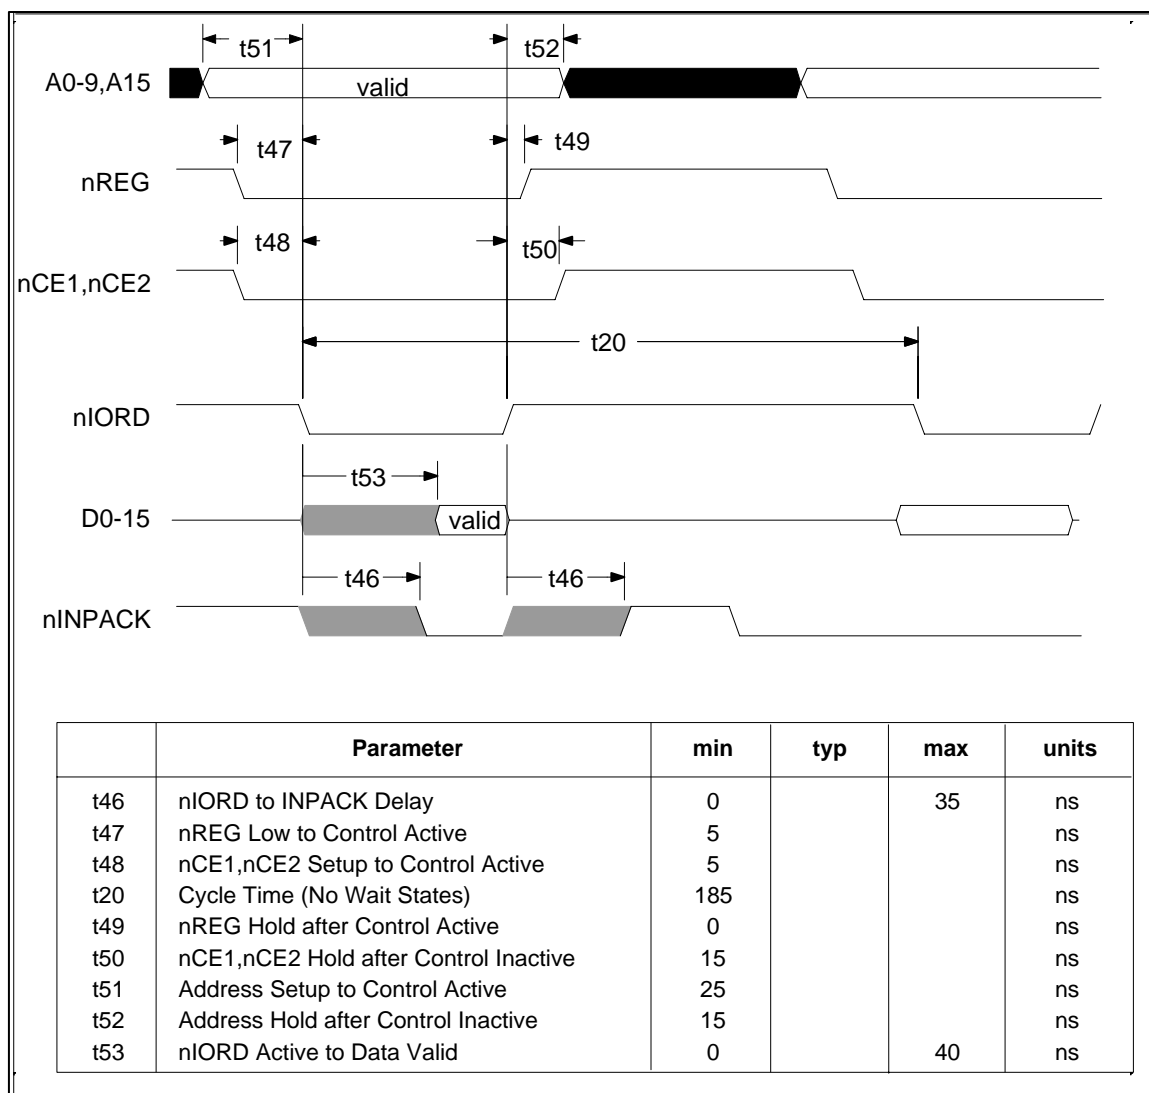 t51 t52
A0-9,A15 valid
t47 t49
nREG
t48 t50
nCE1,nCE2
t20
nIORD
t53
D0-15 valid
t46 t46
nINPACK
Parameter min typ max units
t46 nIORD to INPACK Delay 0 35 ns
t47 nREG Low to Control Active 5 ns
t48 nCE1,nCE2 Setup to Control Active 5 ns
t20 Cycle Time (No Wait States) 185 ns
t49 nREG Hold after Control Active 0 ns
t50 nCE1,nCE2 Hold after Control Inactive 15 ns
t51 Address Setup to Control Active 25 ns
t52 Address Hold after Control Inactive 15 ns
t53 nIORD Active to Data Valid 0 40 ns